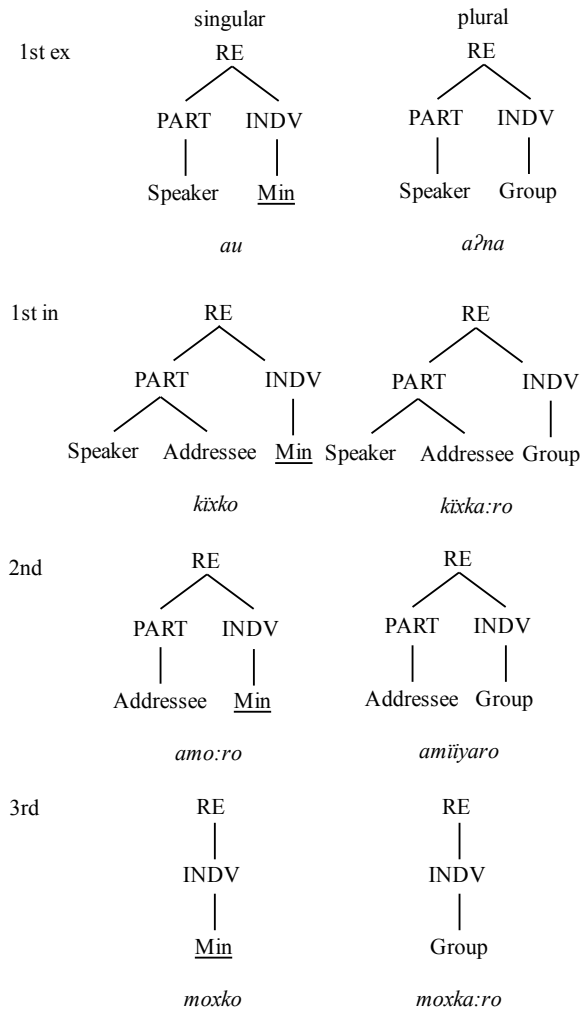 singular plural
1st ex RE RE
PART INDV PART INDV
Speaker Min Speaker Group
au aʔna
1st in RE RE
PART INDV PART INDV
Speaker Addressee Min Speaker Addressee Group
kïxko kïxka:ro
2nd RE RE
PART INDV PART INDV
Addressee Min Addressee Group
amo:ro amïïyaro
3rd RE RE
INDV INDV
Min Group
moxko moxka:ro